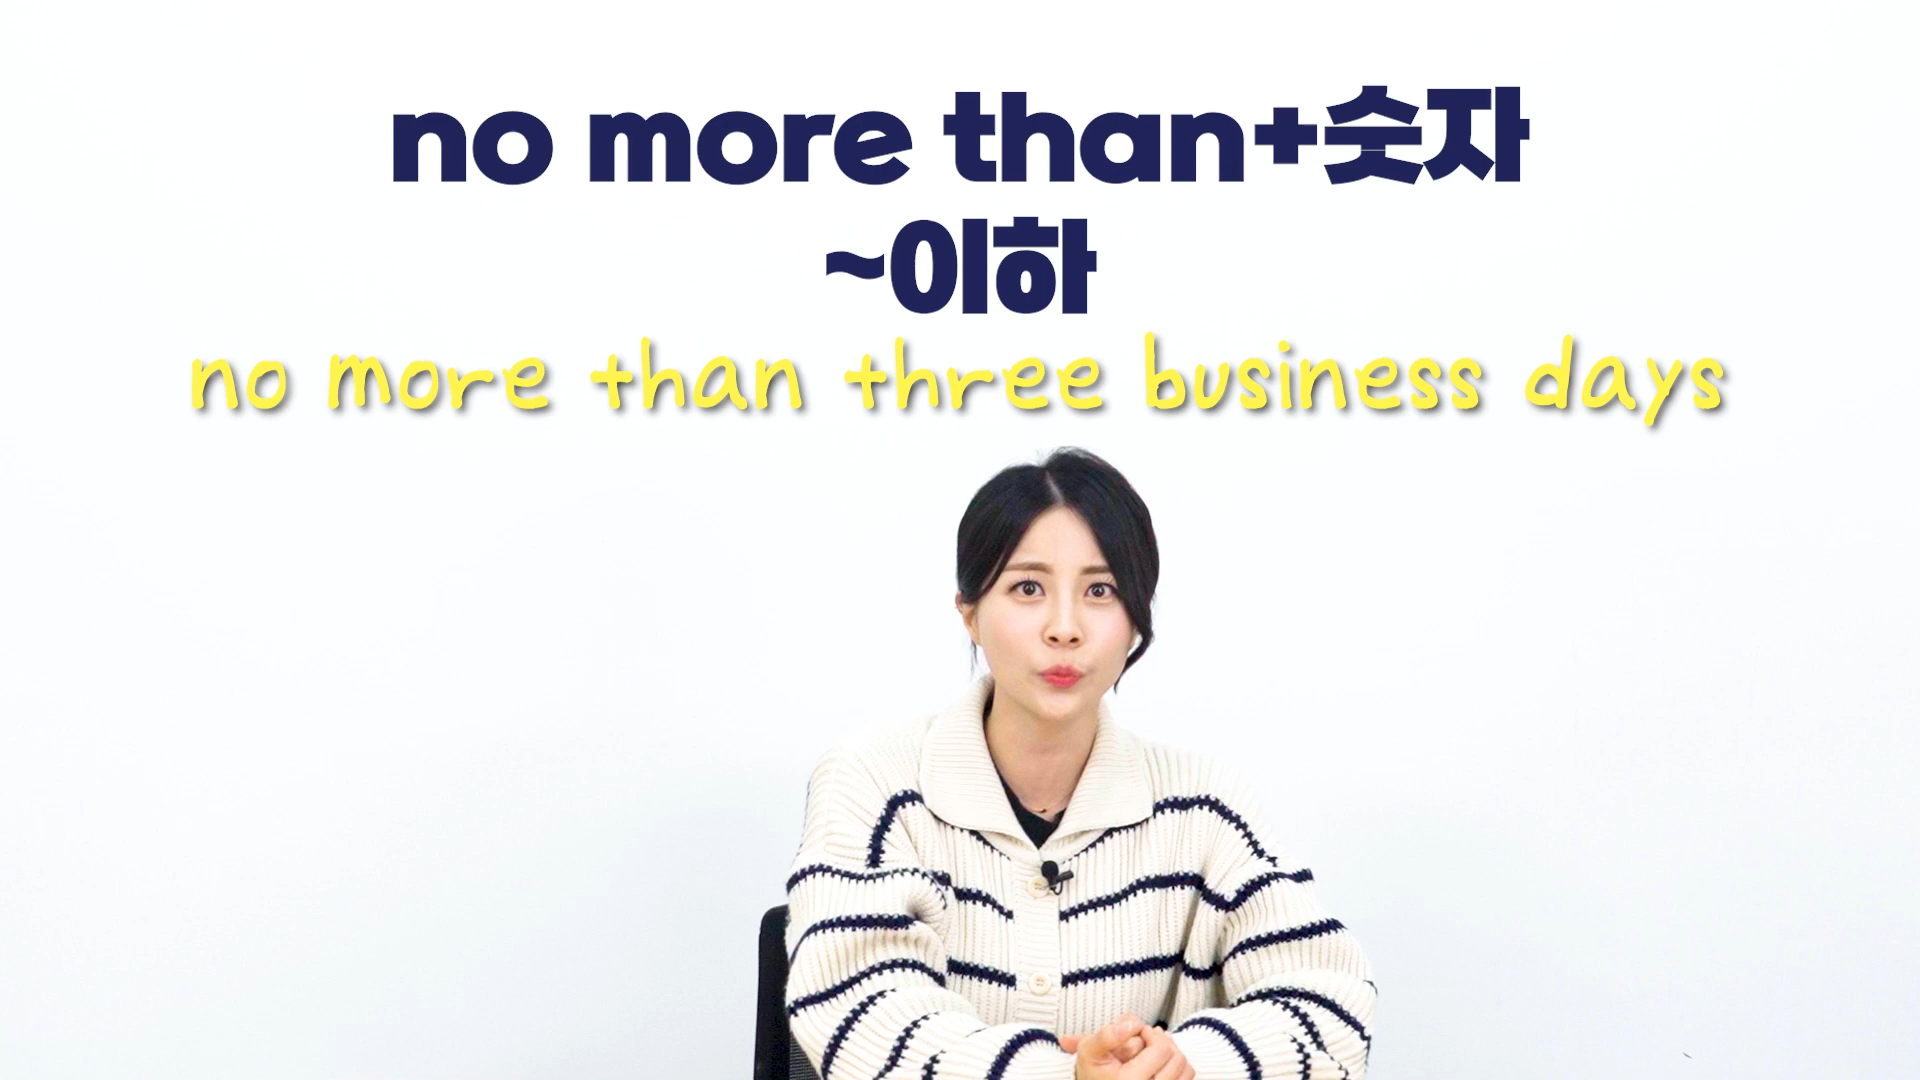 no more than+숫자
~이하
no more than three business days